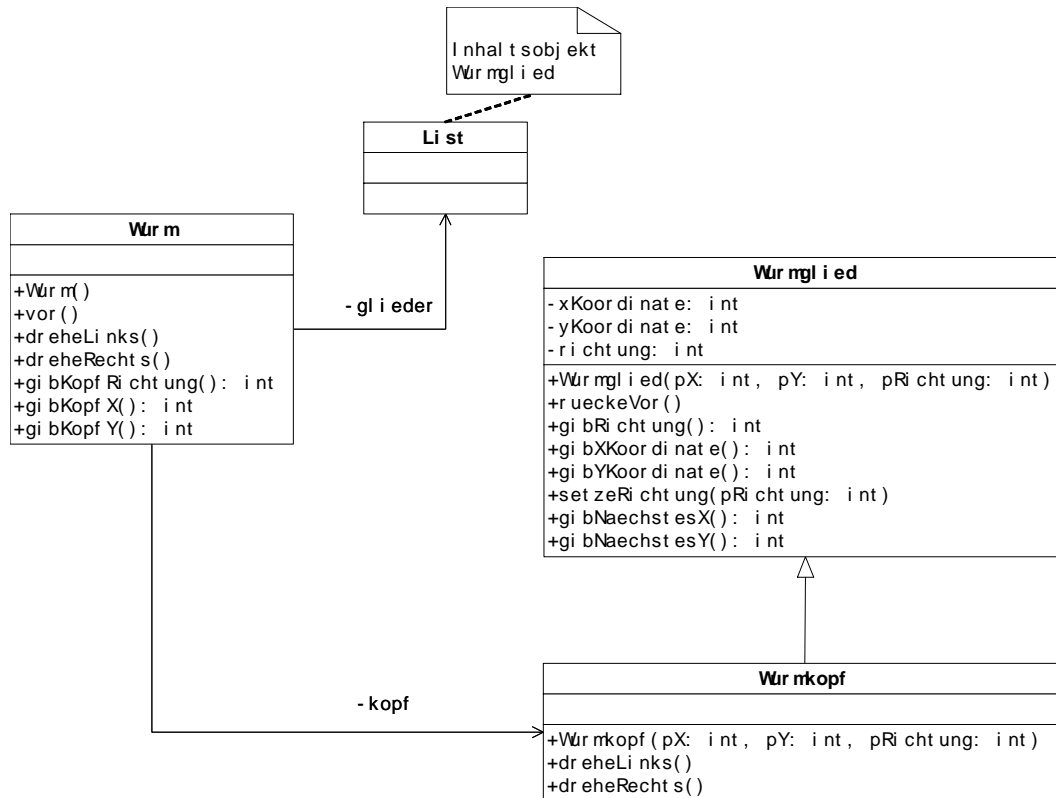 Inhaltsobjekt
Wurmglied
List
Wurm
+Wurm()
+vor()
+dreheLinks()
+dreheRechts()
+gibKopfRichtung(): int
+gibKopfX(): int
+gibKopfY(): int
-glieder
Wurmglied
-xKoordinate: int
-yKoordinate: int
-richtung: int
+Wurmglied(pX: int, pY: int, pRichtung: int)
+rueckeVor()
+gibRichtung(): int
+gibXKoordinate(): int
+gibYKoordinate(): int
+setzeRichtung(pRichtung: int)
+gibNaechstesX(): int
+gibNaechstesY(): int
-kopf
Wurmkopf
+Wurmkopf(pX: int, pY: int, pRichtung: int)
+dreheLinks()
+dreheRechts()